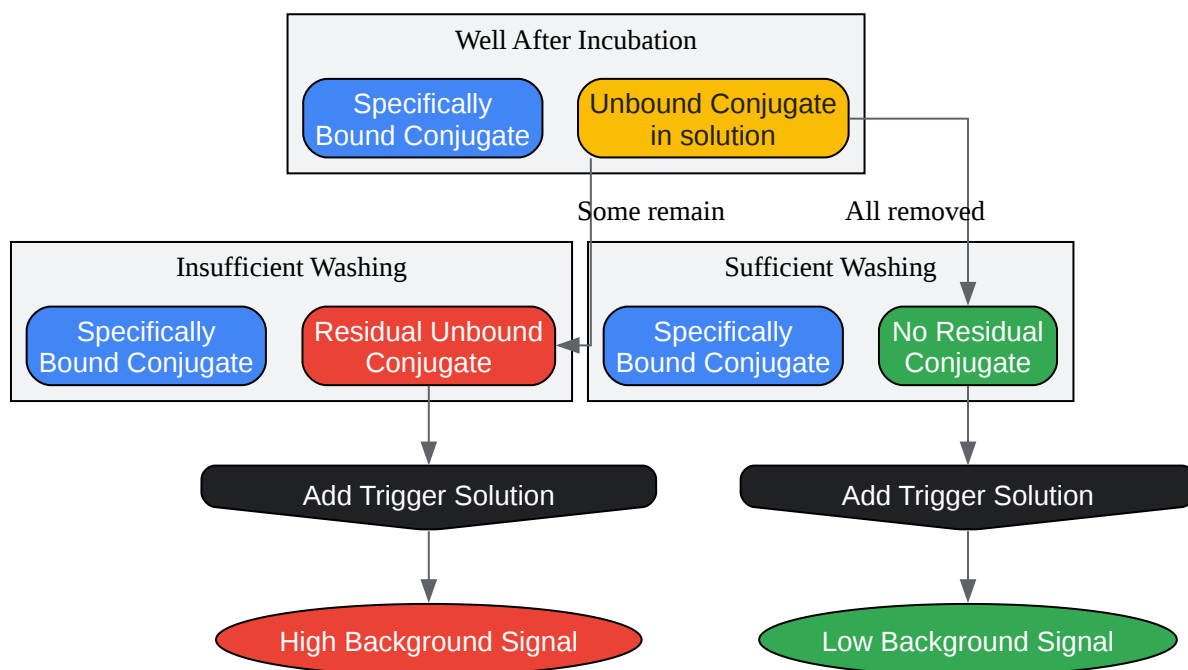 Well After Incubation
Specifically
Bound Conjugate
Unbound Conjugate
in solution
Some remain
All removed
Insufficient Washing
Specifically
Bound Conjugate
Residual Unbound
Conjugate
Sufficient Washing
Specifically
Bound Conjugate
No Residual
Conjugate
Add Trigger Solution
Add Trigger Solution
High Background Signal
Low Background Signal